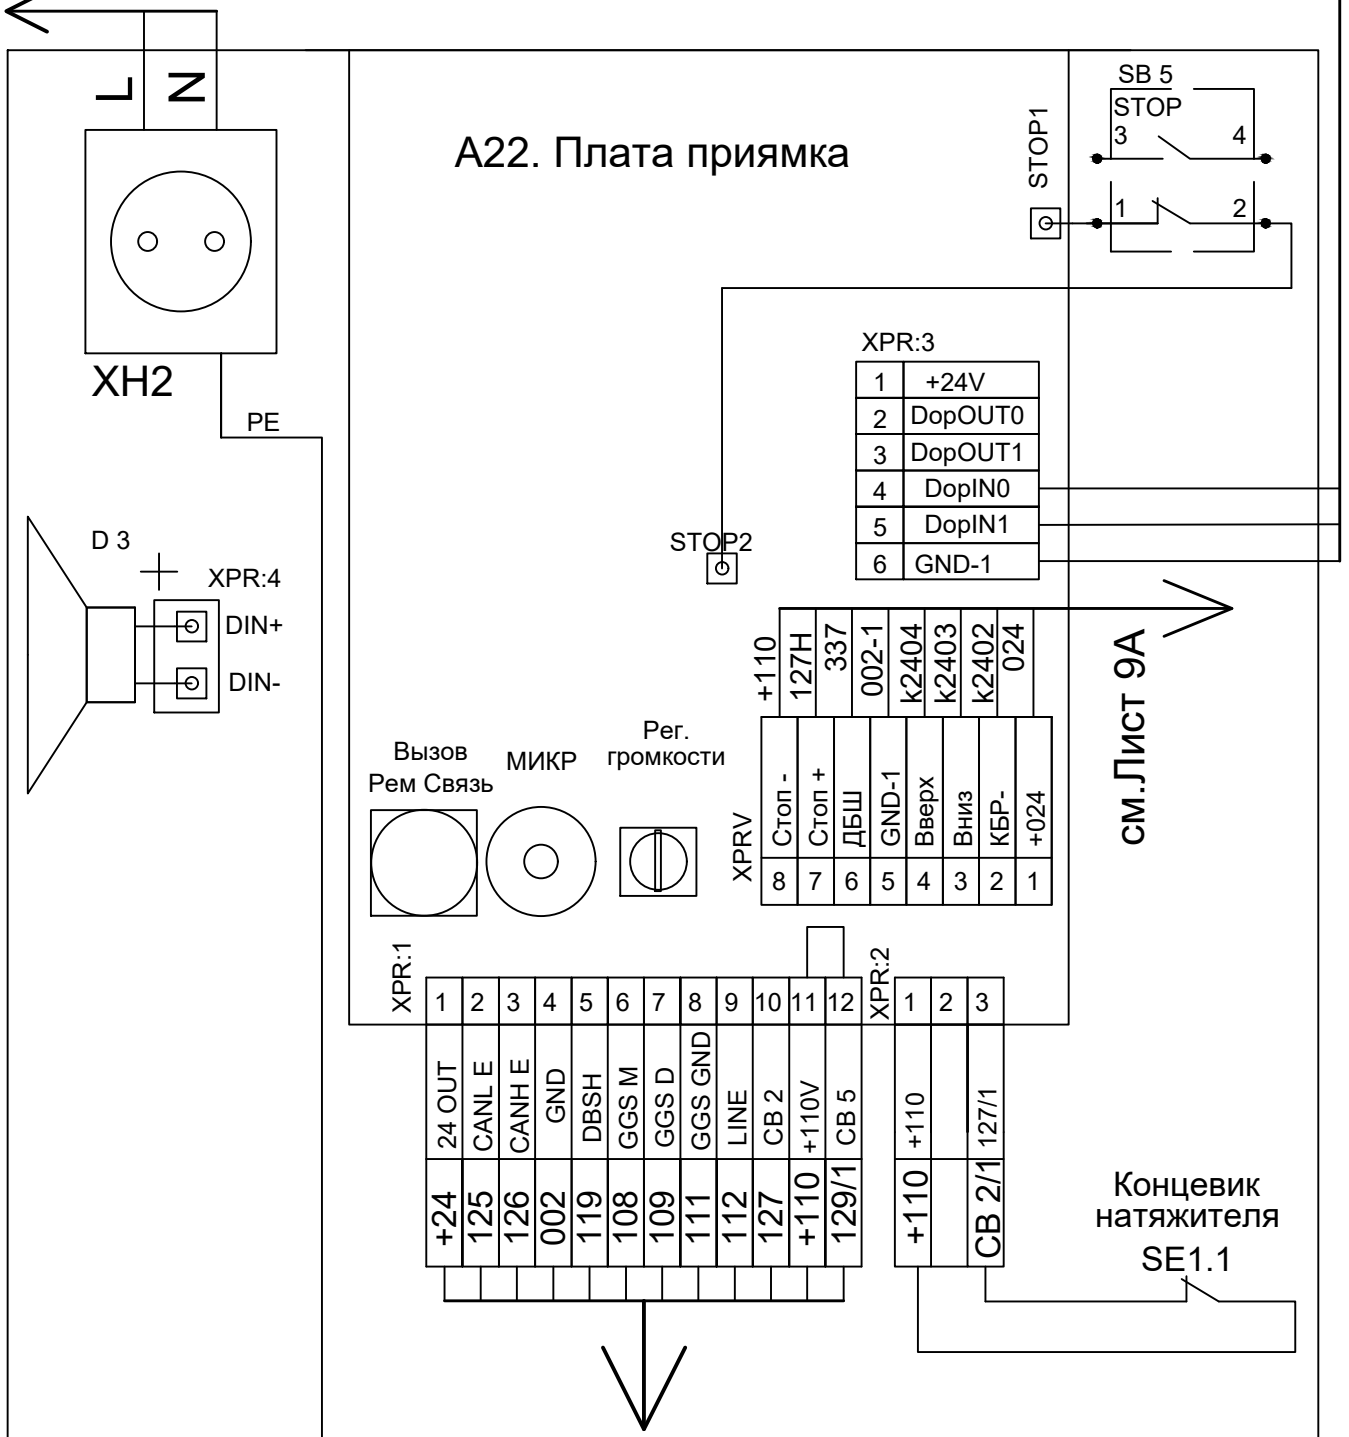 L
N
А22. Плата приямка
STOP1
SB 5
STOP
3
4
1
2
XH2
PE
XPR:3
1 +24V
2 DopOUT0
3 DopOUT1
4 DopIN0
5 DopIN1
6 GND-1
STOP2
D 3
XPR:4
DIN+
DIN-
+110
127Н
337
002-1
k2404
k2403
k2402
024
см.Лист 9А
Вызов
Рем Связь
МИКР
Рег.
громкости
XPRV
Стоп -
Стоп +
ДБШ
GND-1
Вверх
Вниз
КБР-
+024
8 7 6 5 4 3 2 1
XPR:1
1 2 3 4 5 6 7 8 9 10 11 12
24 OUT
CANL E
CANH E
GND
DBSH
GGS M
GGS D
GGS GND
LINE
CB 2
+110V
CB 5
+24
125
126
002
119
108
109
111
112
127
+110
129/1
XPR:2
1 2 3
+110
127/1
+110
CB 2/1
Концевик
натяжителя
SE1.1